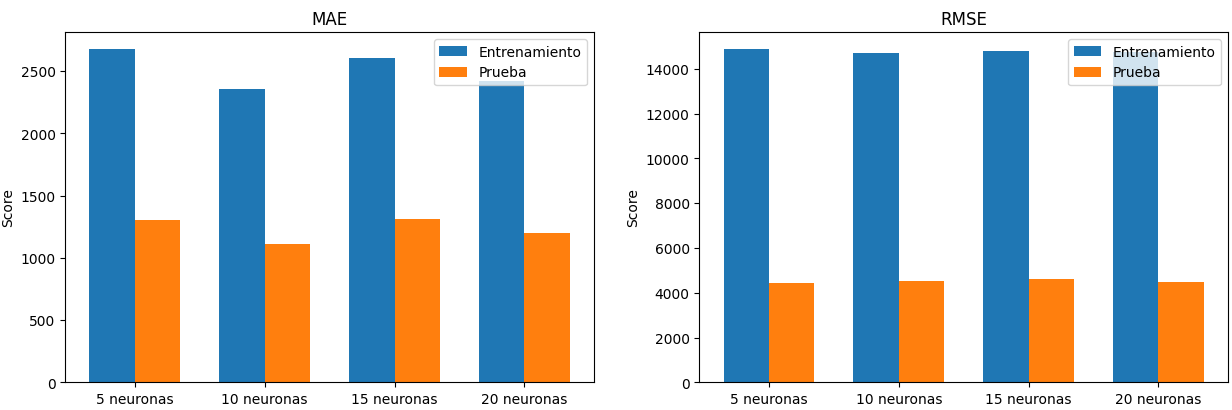 MAE
Score
2500
2000
1500
1000
500
0
Entrenamiento
Prueba
5 neuronas
10 neuronas
15 neuronas
20 neuronas
RMSE
Score
14000
12000
10000
8000
6000
4000
2000
0
Entrenamiento
Prueba
5 neuronas
10 neuronas
15 neuronas
20 neuronas